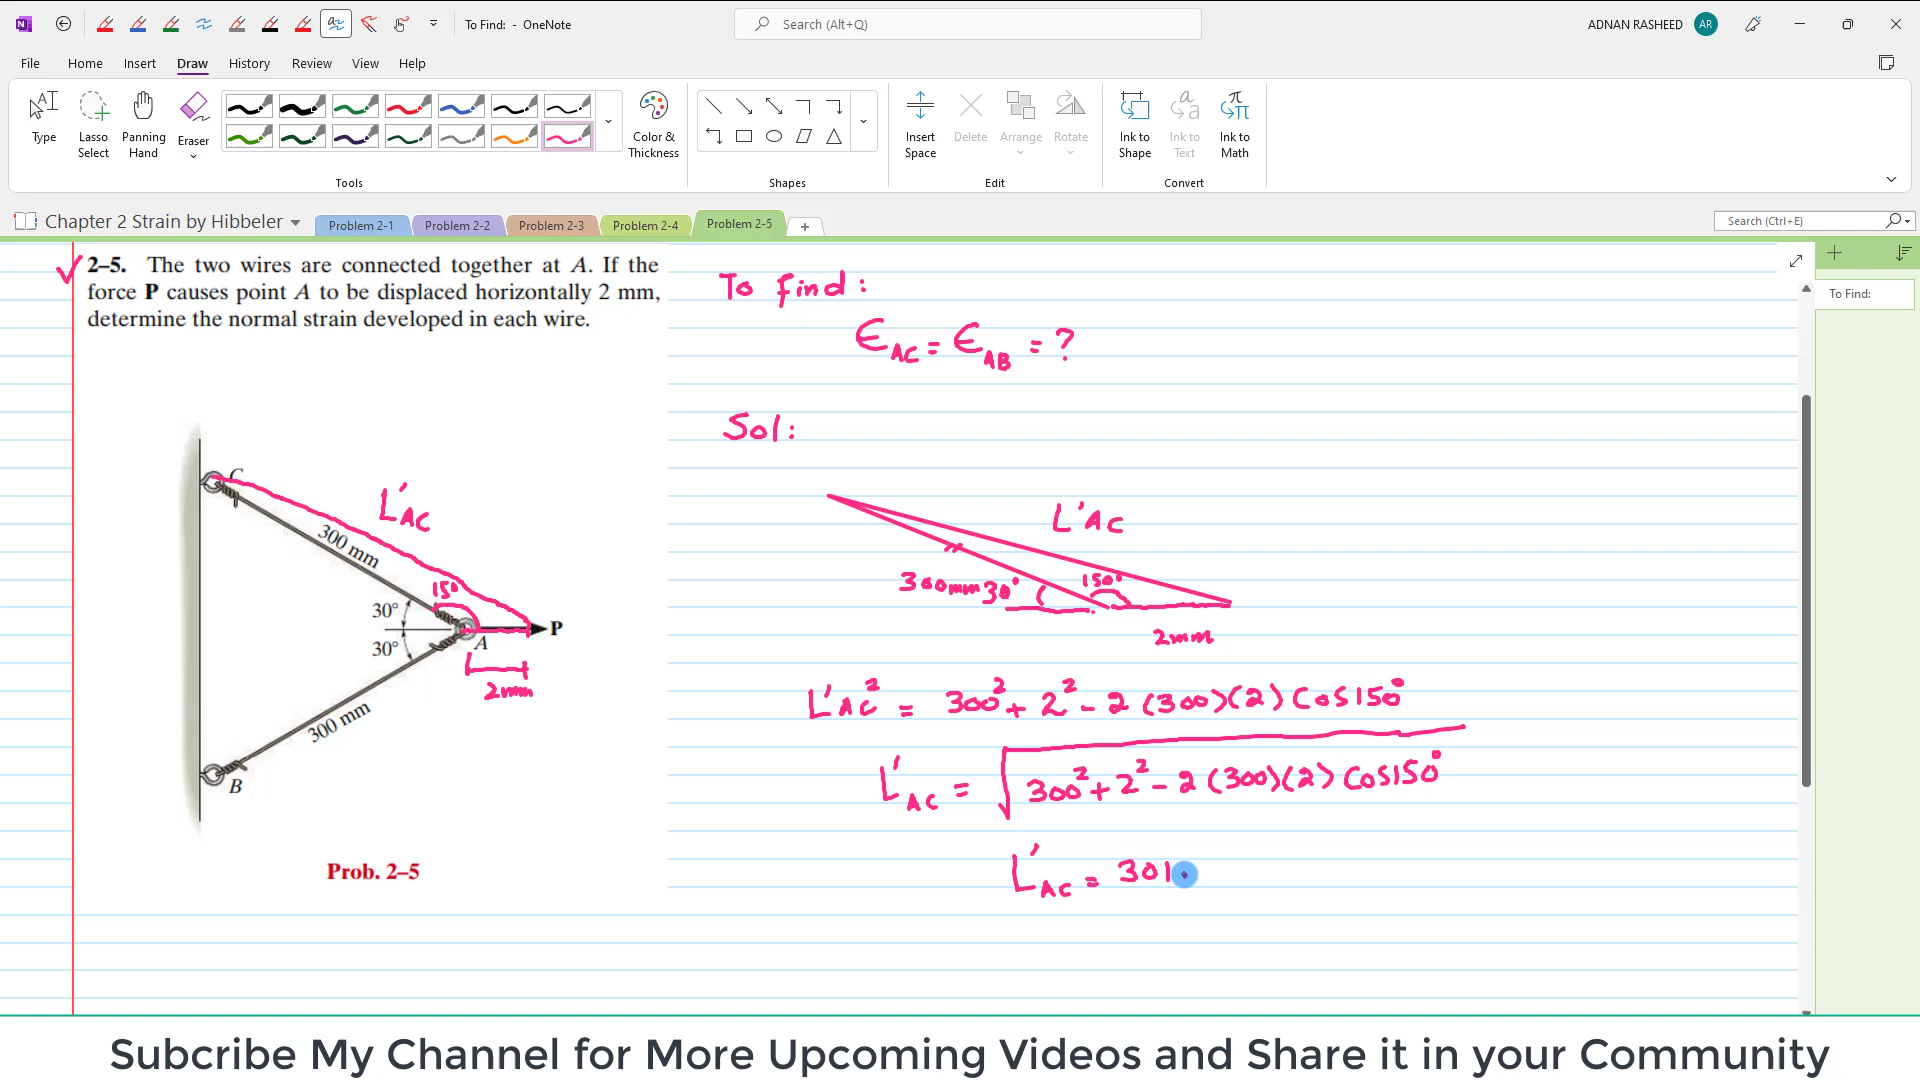 To Find: - OneNote
Search (Alt+Q)
ADNAN RASHEED
AR
File Home Insert Draw History Review View Help
Type
Lasso Select
Panning Hand
Eraser
Color & Thickness
Insert Space
Delete
Arrange
Rotate
Ink to Shape
Ink to Text
Ink to Math
Tools
Shapes
Edit
Convert
Chapter 2 Strain by Hibbeler
Problem 2-1
Problem 2-2
Problem 2-3
Problem 2-4
Problem 2-5
Search (Ctrl+E)
To Find:
2–5. The two wires are connected together at A. If the
force P causes point A to be displaced horizontally 2 mm,
determine the normal strain developed in each wire.
C
L'AC
300 mm
150°
30°
30°
P
A
2mm
300 mm
B
Prob. 2–5
To find:
ЄAC = ЄAB = ?
Sol:
L'AC
300mm 30° 150°
2mm
L'AC² = 300² + 2² - 2 (300)(2) Cos150°
L'AC = √300² + 2² - 2 (300)(2) Cos150°
L'AC = 301.
Subcribe My Channel for More Upcoming Videos and Share it in your Community